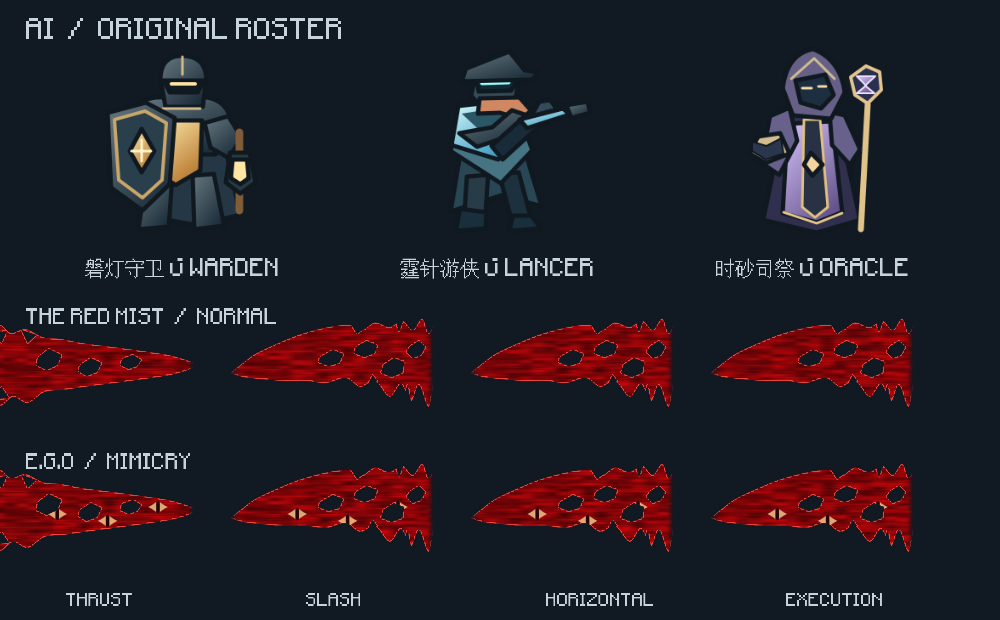 AI / ORIGINAL ROSTER
磐灯守卫 ü WARDEN
霆针游侠 ü LANCER
时砂司祭 ü ORACLE
THE RED MIST / NORMAL
E.G.O / MIMICRY
THRUST
SLASH
HORIZONTAL
EXECUTION